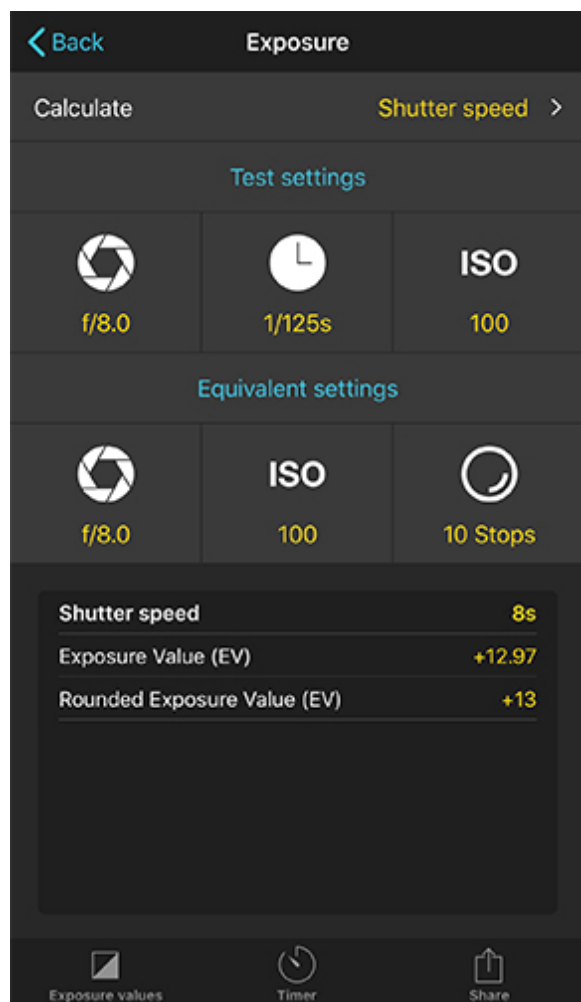 Back Exposure
Calculate Shutter speed
Test settings
ISO
f/8.0 1/125s 100
Equivalent settings
ISO
f/8.0 100 10 Stops
Shutter speed 8s
Exposure Value (EV) +12.97
Rounded Exposure Value (EV) +13
Exposure values Timer Share